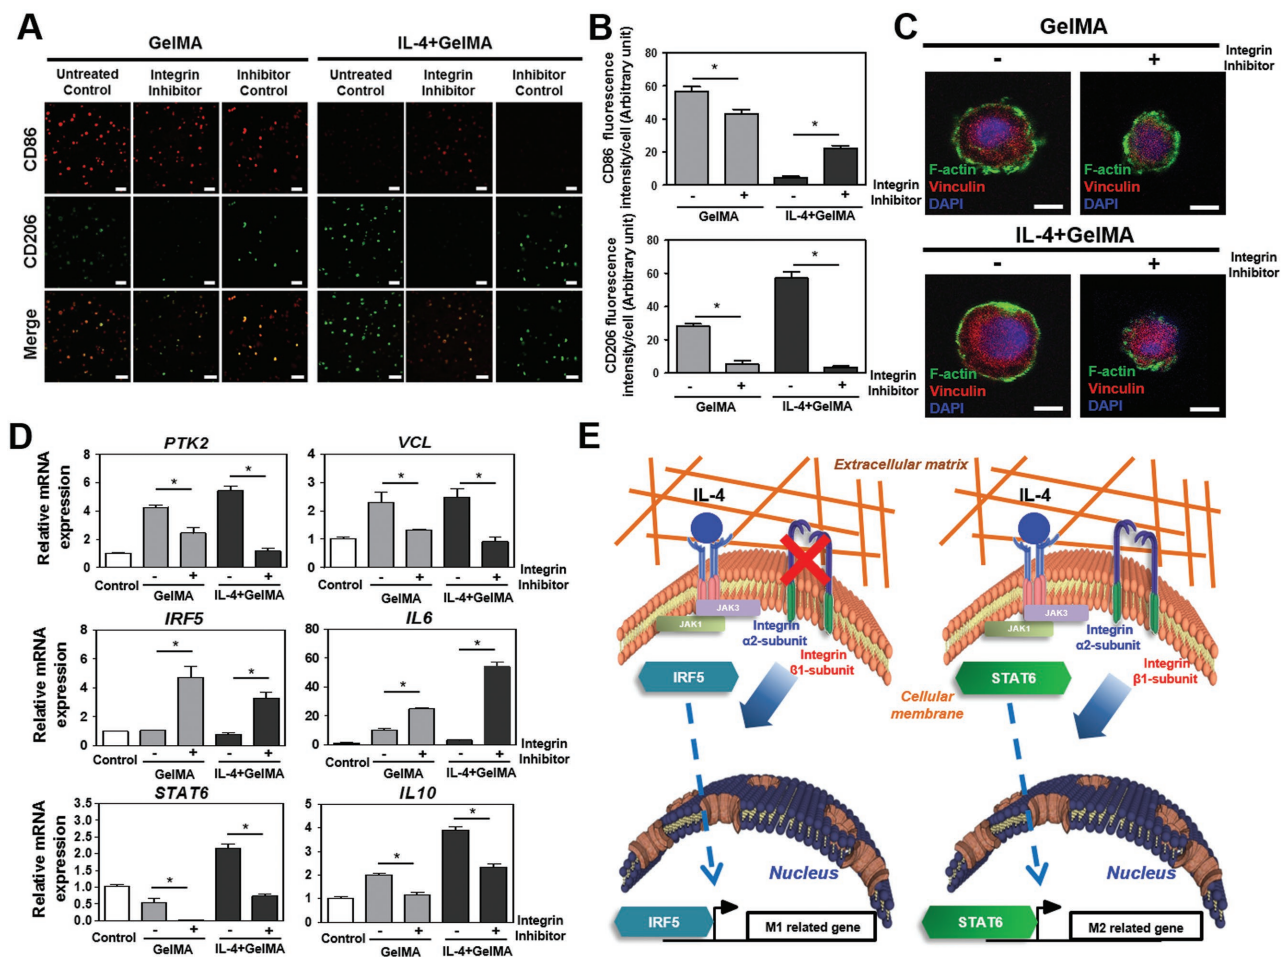 A
GelMA
IL-4+GelMA
Untreated Control
Integrin Inhibitor
Inhibitor Control
Untreated Control
Integrin Inhibitor
Inhibitor Control
CD86
CD206
Merge
B
CD86 fluorescence
intensity/cell (Arbitrary unit)
80
60
40
20
0
*
*
- + - +
Integrin
Inhibitor
GelMA
IL-4+GelMA
CD206 fluorescence
intensity/cell (Arbitrary unit)
80
60
40
20
0
*
*
- + - +
Integrin
Inhibitor
GelMA
IL-4+GelMA
C
GelMA
- +
Integrin
Inhibitor
F-actin
Vinculin
DAPI
F-actin
Vinculin
DAPI
IL-4+GelMA
- +
Integrin
Inhibitor
F-actin
Vinculin
DAPI
F-actin
Vinculin
DAPI
D
PTK2
Relative mRNA
expression
8
6
4
2
0
*
*
Control
- + - +
GelMA
IL-4+GelMA
VCL
4
3
2
1
0
*
*
Control
- + - +
Integrin
Inhibitor
GelMA
IL-4+GelMA
IRF5
Relative mRNA
expression
8
6
4
2
0
*
*
Control
- + - +
GelMA
IL-4+GelMA
IL6
80
60
40
20
0
*
*
Control
- + - +
Integrin
Inhibitor
GelMA
IL-4+GelMA
STAT6
Relative mRNA
expression
3.5
3.0
2.5
2.0
1.5
1.0
0.5
0.0
*
*
Control
- + - +
GelMA
IL-4+GelMA
IL10
5
4
3
2
1
0
*
*
Control
- + - +
Integrin
Inhibitor
GelMA
IL-4+GelMA
E
Extracellular matrix
IL-4
JAK3
JAK1
Integrin
α2-subunit
Integrin
β1-subunit
IRF5
Cellular
membrane
Nucleus
IRF5
M1 related gene
IL-4
JAK3
JAK1
Integrin
α2-subunit
Integrin
β1-subunit
STAT6
Nucleus
STAT6
M2 related gene